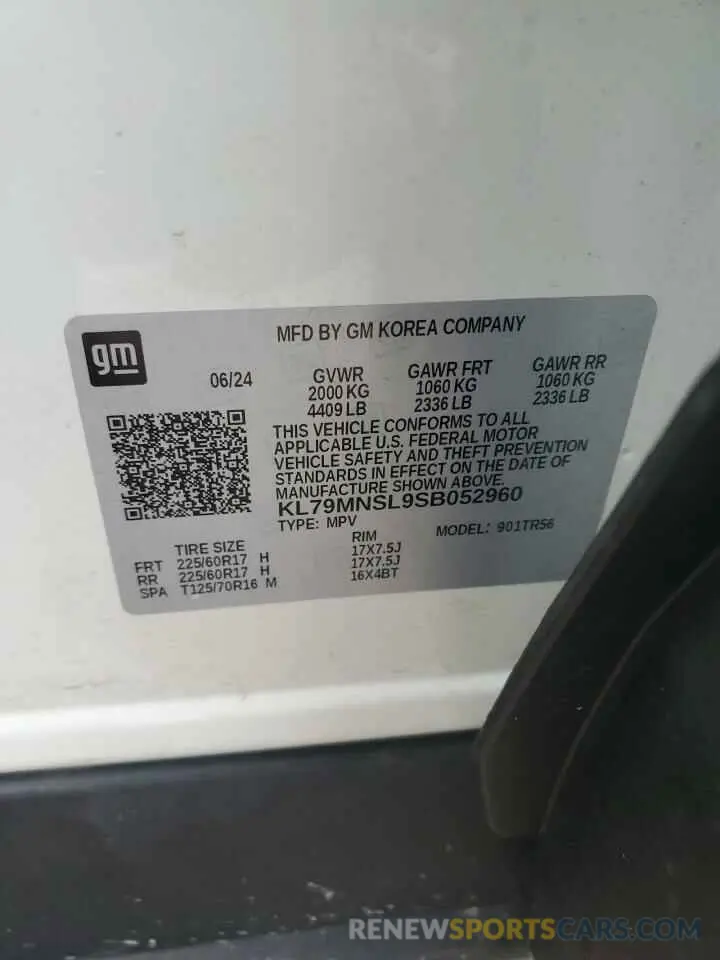 MFD BY GM KOREA COMPANY
gm
06/24
GVWR GAWR FRT GAWR RR
2000 KG 1060 KG 1060 KG
4409 LB 2336 LB 2336 LB
THIS VEHICLE CONFORMS TO ALL
APPLICABLE U.S. FEDERAL MOTOR
VEHICLE SAFETY AND THEFT PREVENTION
STANDARDS IN EFFECT ON THE DATE OF
MANUFACTURE SHOWN ABOVE.
KL79MNSL9SB052960
TYPE: MPV MODEL: 901TR56
TIRE SIZE RIM
FRT 225/60R17 H 17X7.5J
RR 225/60R17 H 17X7.5J
SPA T125/70R16 M 16X4BT
RENEWSPORTSCARS.COM